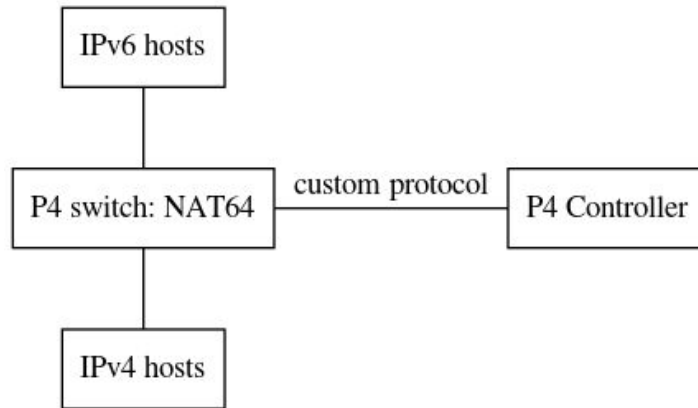 IPv6 hosts
P4 switch: NAT64
custom protocol
P4 Controller
IPv4 hosts